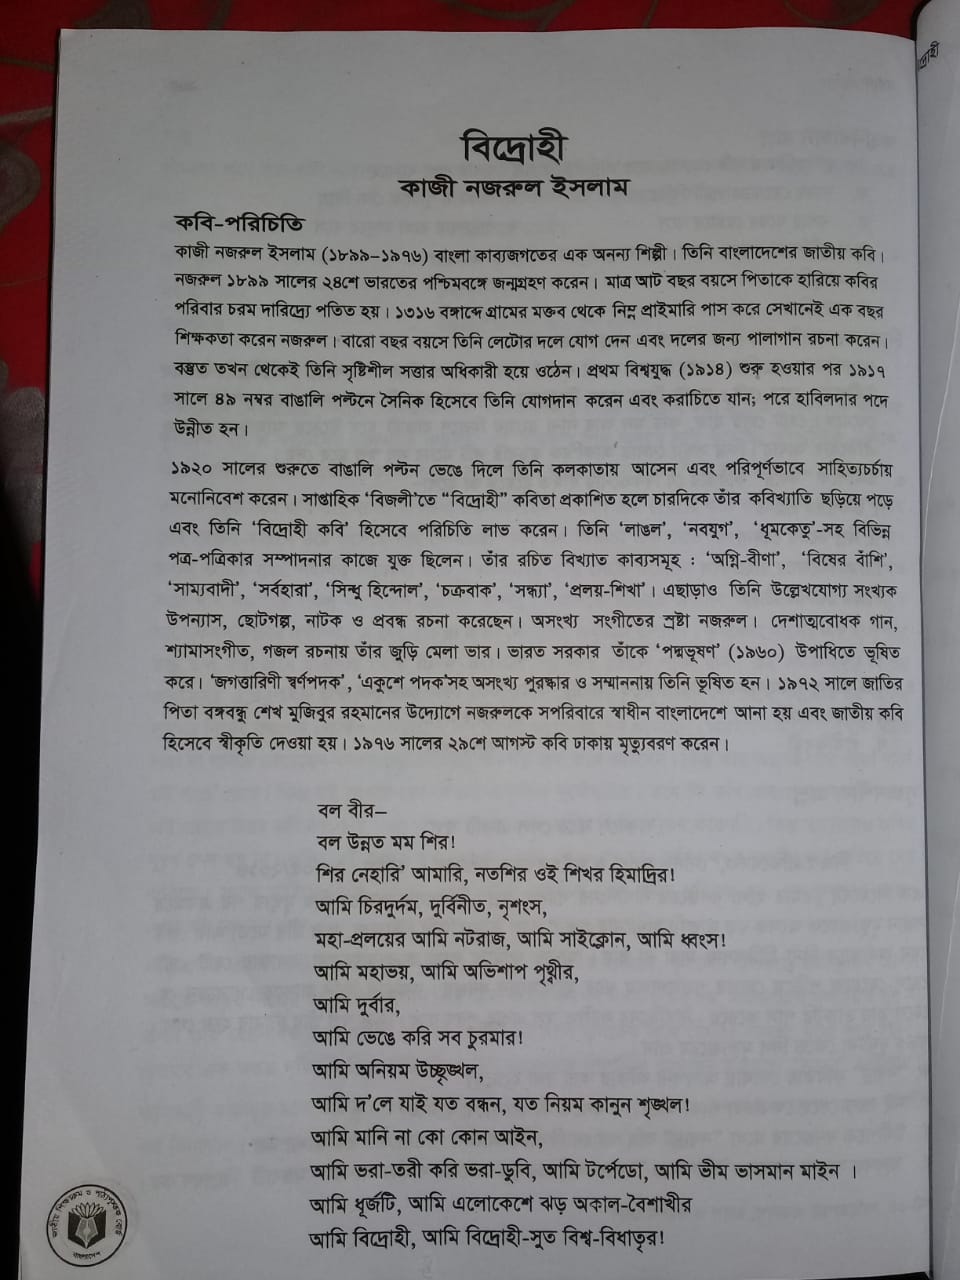 বিদ্রোহী
কাজী নজরুল ইসলাম
কবি-পরিচিতি
কাজী নজরুল ইসলাম (১৮৯৯–১৯৭৬) বাংলা কাব্যজগতের এক অনন্য শিল্পী। তিনি বাংলাদেশের জাতীয় কবি।
নজরুল ১৮৯৯ সালের ২৪শে ভারতের পশ্চিমবঙ্গে জন্মগ্রহণ করেন। মাত্র আট বছর বয়সে পিতাকে হারিয়ে কবির
পরিবার চরম দারিদ্র্যে পতিত হয়। ১৩১৬ বঙ্গাব্দে গ্রামের মক্তব থেকে নিম্ন প্রাইমারি পাস করে সেখানেই এক বছর
শিক্ষকতা করেন নজরুল। বারো বছর বয়সে তিনি লেটোর দলে যোগ দেন এবং দলের জন্য পালাগান রচনা করেন।
বস্তুত তখন থেকেই তিনি সৃষ্টিশীল সত্তার অধিকারী হয়ে ওঠেন। প্রথম বিশ্বযুদ্ধ (১৯১৪) শুরু হওয়ার পর ১৯১৭
সালে ৪৯ নম্বর বাঙালি পল্টনে সৈনিক হিসেবে তিনি যোগদান করেন এবং করাচিতে যান; পরে হাবিলদার পদে
উন্নীত হন।
১৯২০ সালের শুরুতে বাঙালি পল্টন ভেঙে দিলে তিনি কলকাতায় আসেন এবং পরিপূর্ণভাবে সাহিত্যচর্চায়
মনোনিবেশ করেন। সাপ্তাহিক ‘বিজলী’তে “বিদ্রোহী” কবিতা প্রকাশিত হলে চারদিকে তাঁর কবিখ্যাতি ছড়িয়ে পড়ে
এবং তিনি ‘বিদ্রোহী কবি’ হিসেবে পরিচিতি লাভ করেন। তিনি ‘লাঙল’, ‘নবযুগ’, ‘ধূমকেতু’-সহ বিভিন্ন
পত্র-পত্রিকার সম্পাদনার কাজে যুক্ত ছিলেন। তাঁর রচিত বিখ্যাত কাব্যসমূহ : ‘অগ্নি-বীণা’, ‘বিষের বাঁশি’,
‘সাম্যবাদী’, ‘সর্বহারা’, ‘সিন্ধু হিন্দোল’, ‘চক্রবাক’, ‘সন্ধ্যা’, ‘প্রলয়-শিখা’। এছাড়াও তিনি উল্লেখযোগ্য সংখ্যক
উপন্যাস, ছোটগল্প, নাটক ও প্রবন্ধ রচনা করেছেন। অসংখ্য সংগীতের স্রষ্টা নজরুল। দেশাত্মবোধক গান,
শ্যামাসংগীত, গজল রচনায় তাঁর জুড়ি মেলা ভার। ভারত সরকার তাঁকে ‘পদ্মভূষণ’ (১৯৬০) উপাধিতে ভূষিত
করে। ‘জগত্তারিণী স্বর্ণপদক’, ‘একুশে পদক’সহ অসংখ্য পুরস্কার ও সম্মাননায় তিনি ভূষিত হন। ১৯৭২ সালে জাতির
পিতা বঙ্গবন্ধু শেখ মুজিবুর রহমানের উদ্যোগে নজরুলকে সপরিবারে স্বাধীন বাংলাদেশে আনা হয় এবং জাতীয় কবি
হিসেবে স্বীকৃতি দেওয়া হয়। ১৯৭৬ সালের ২৯শে আগস্ট কবি ঢাকায় মৃত্যুবরণ করেন।
বল বীর–
বল উন্নত মম শির!
শির নেহারি’ আমারি, নতশির ওই শিখর হিমাদ্রির!
আমি চিরদুর্দম, দুর্বিনীত, নৃশংস,
মহা-প্রলয়ের আমি নটরাজ, আমি সাইক্লোন, আমি ধ্বংস!
আমি মহাভয়, আমি অভিশাপ পৃথ্বীর,
আমি দুর্বার,
আমি ভেঙে করি সব চুরমার!
আমি অনিয়ম উচ্ছৃঙ্খল,
আমি দ’লে যাই যত বন্ধন, যত নিয়ম কানুন শৃঙ্খল!
আমি মানি না কো কোন আইন,
আমি ভরা-তরী করি ভরা-ডুবি, আমি টর্পেডো, আমি ভীম ভাসমান মাইন ।
আমি ধূর্জটি, আমি এলোকেশে ঝড় অকাল-বৈশাখীর
আমি বিদ্রোহী, আমি বিদ্রোহী-সুত বিশ্ব-বিধাতৃর!
জাতীয় শিক্ষাক্রম ও পাঠ্যপুস্তক বোর্ড
বাংলাদেশ